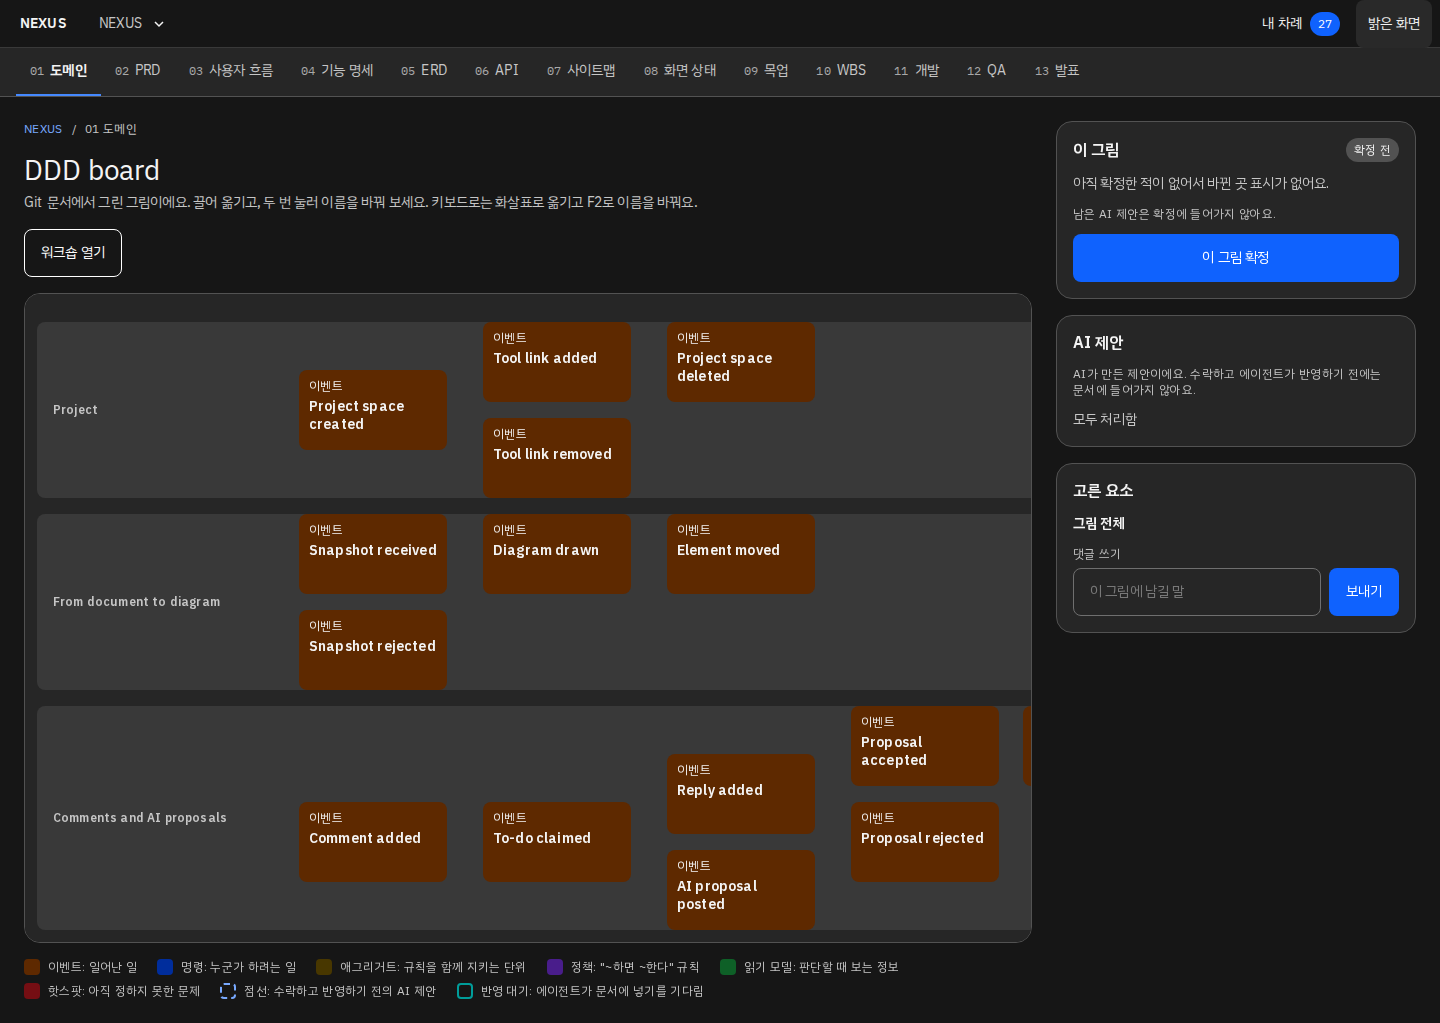 NEXUS
NEXUS
내 차례 27
밝은 화면
01 도메인
02 PRD
03 사용자 흐름
04 기능 명세
05 ERD
06 API
07 사이트맵
08 화면 상태
09 목업
10 WBS
11 개발
12 QA
13 발표
NEXUS / 01 도메인
DDD board
Git 문서에서 그린 그림이에요. 끌어 옮기고, 두 번 눌러 이름을 바꿔 보세요. 키보드로는 화살표로 옮기고 F2로 이름을 바꿔요.
워크숍 열기
Project
이벤트
Project space
created
이벤트
Tool link added
이벤트
Tool link removed
이벤트
Project space
deleted
From document to diagram
이벤트
Snapshot received
이벤트
Snapshot rejected
이벤트
Diagram drawn
이벤트
Element moved
Comments and AI proposals
이벤트
Comment added
이벤트
To-do claimed
이벤트
Reply added
이벤트
AI proposal
posted
이벤트
Proposal
accepted
이벤트
Proposal rejected
이벤트: 일어난 일
명령: 누군가 하려는 일
애그리거트: 규칙을 함께 지키는 단위
정책: "~하면 ~한다" 규칙
읽기 모델: 판단할 때 보는 정보
핫스팟: 아직 정하지 못한 문제
점선: 수락하고 반영하기 전의 AI 제안
반영 대기: 에이전트가 문서에 넣기를 기다림
이 그림
확정 전
아직 확정한 적이 없어서 바뀐 곳 표시가 없어요.
남은 AI 제안은 확정에 들어가지 않아요.
이 그림 확정
AI 제안
AI가 만든 제안이에요. 수락하고 에이전트가 반영하기 전에는
문서에 들어가지 않아요.
모두 처리함
고른 요소
그림 전체
댓글 쓰기
이 그림에 남길 말
보내기